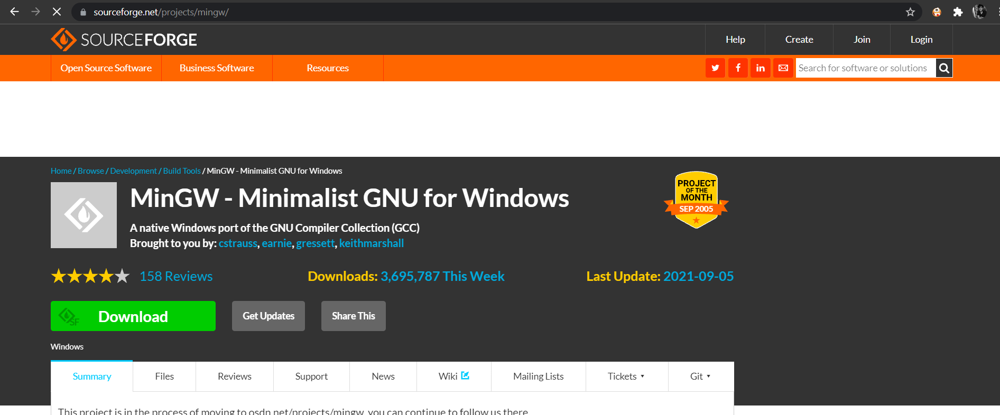 sourceforge.net/projects/mingw/
SOURCEFORGE
Help Create Join Login
Open Source Software Business Software Resources
Search for software or solutions
Home / Browse / Development / Build Tools / MinGW - Minimalist GNU for Windows
MinGW - Minimalist GNU for Windows
PROJECT
OF THE
MONTH
SEP 2005
A native Windows port of the GNU Compiler Collection (GCC)
Brought to you by: cstrauss, earnie, gressett, keithmarshall
158 Reviews
Downloads: 3,695,787 This Week
Last Update: 2021-09-05
SF
Download
Get Updates
Share This
Windows
Summary Files Reviews Support News Wiki Mailing Lists Tickets Git
This project is in the process of moving to osdn.net/projects/mingw, you can continue to follow us there.